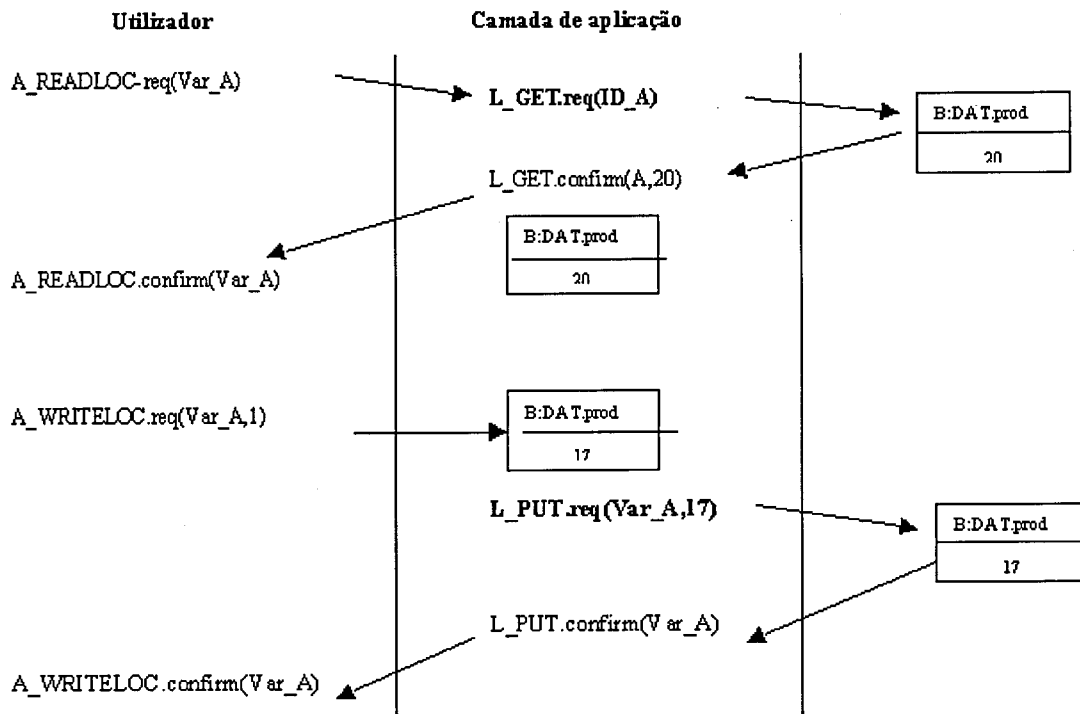 Utilizador
Camada de aplicação
A_READLOC-req(Var_A)
L_GET.req(ID_A)
B:DAT.prod
20
L_GET.confirm(A,20)
B:DAT.prod
20
A_READLOC.confirm(Var_A)
A_WRITELOC.req(Var_A,1)
B:DAT.prod
17
L_PUT.req(Var_A,17)
B:DAT.prod
17
L_PUT.confirm(Var_A)
A_WRITELOC.confirm(Var_A)